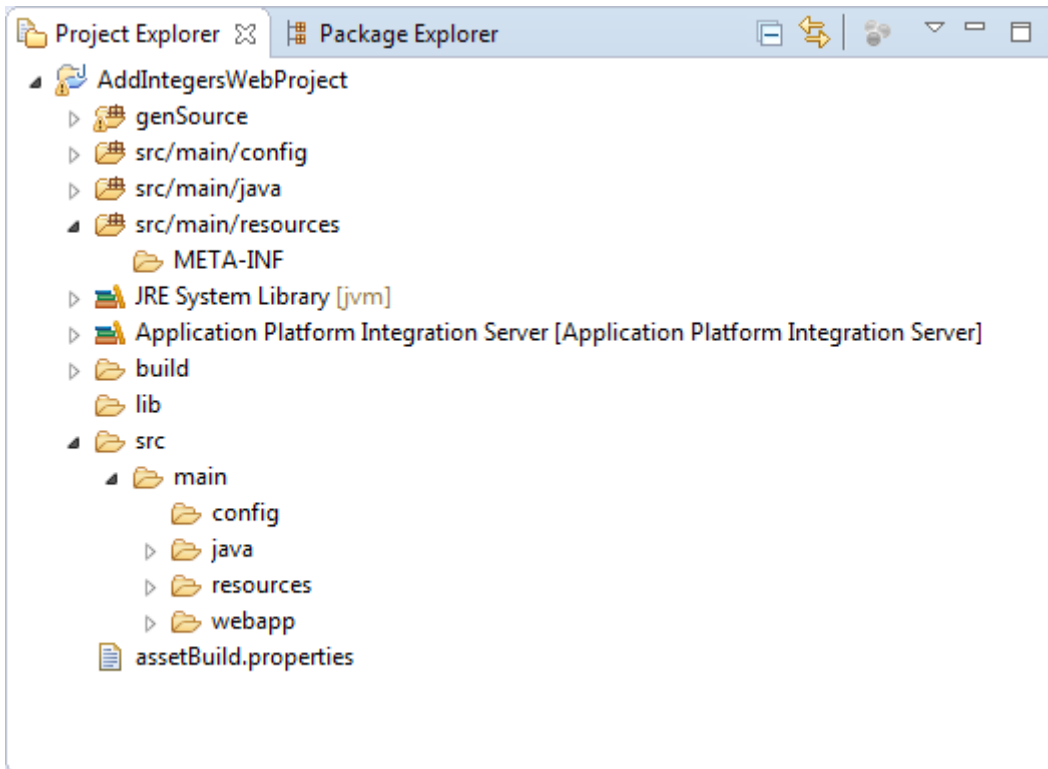 Project Explorer Package Explorer
AddIntegersWebProject
genSource
src/main/config
src/main/java
src/main/resources
META-INF
JRE System Library [jvm]
Application Platform Integration Server [Application Platform Integration Server]
build
lib
src
main
config
java
resources
webapp
assetBuild.properties